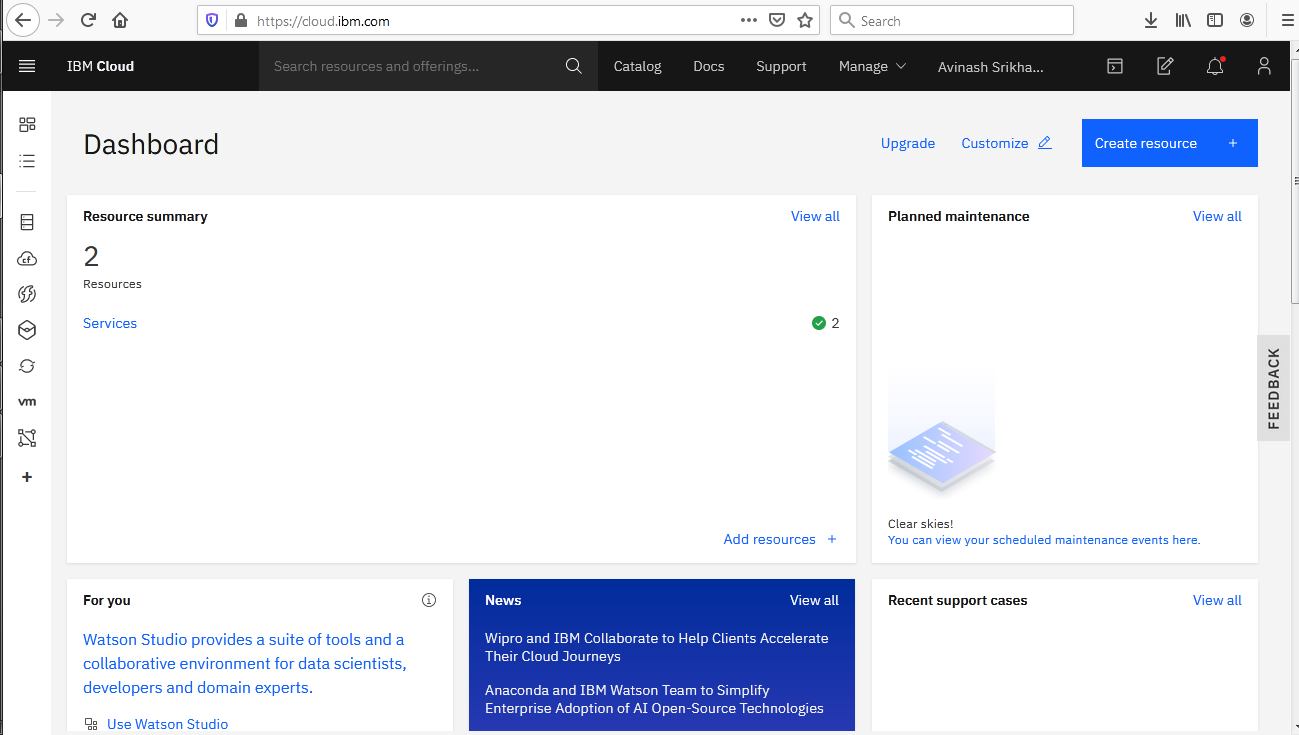 https://cloud.ibm.com
Search
IBM Cloud
Search resources and offerings...
Catalog
Docs
Support
Manage
Avinash Srikha...
Dashboard
Upgrade
Customize
Create resource +
Resource summary
View all
2
Resources
Services
2
Add resources +
Planned maintenance
View all
Clear skies!
You can view your scheduled maintenance events here.
FEEDBACK
cf
vm
For you
Watson Studio provides a suite of tools and a
collaborative environment for data scientists,
developers and domain experts.
Use Watson Studio
News
View all
Wipro and IBM Collaborate to Help Clients Accelerate
Their Cloud Journeys
Anaconda and IBM Watson Team to Simplify
Enterprise Adoption of AI Open-Source Technologies
Recent support cases
View all